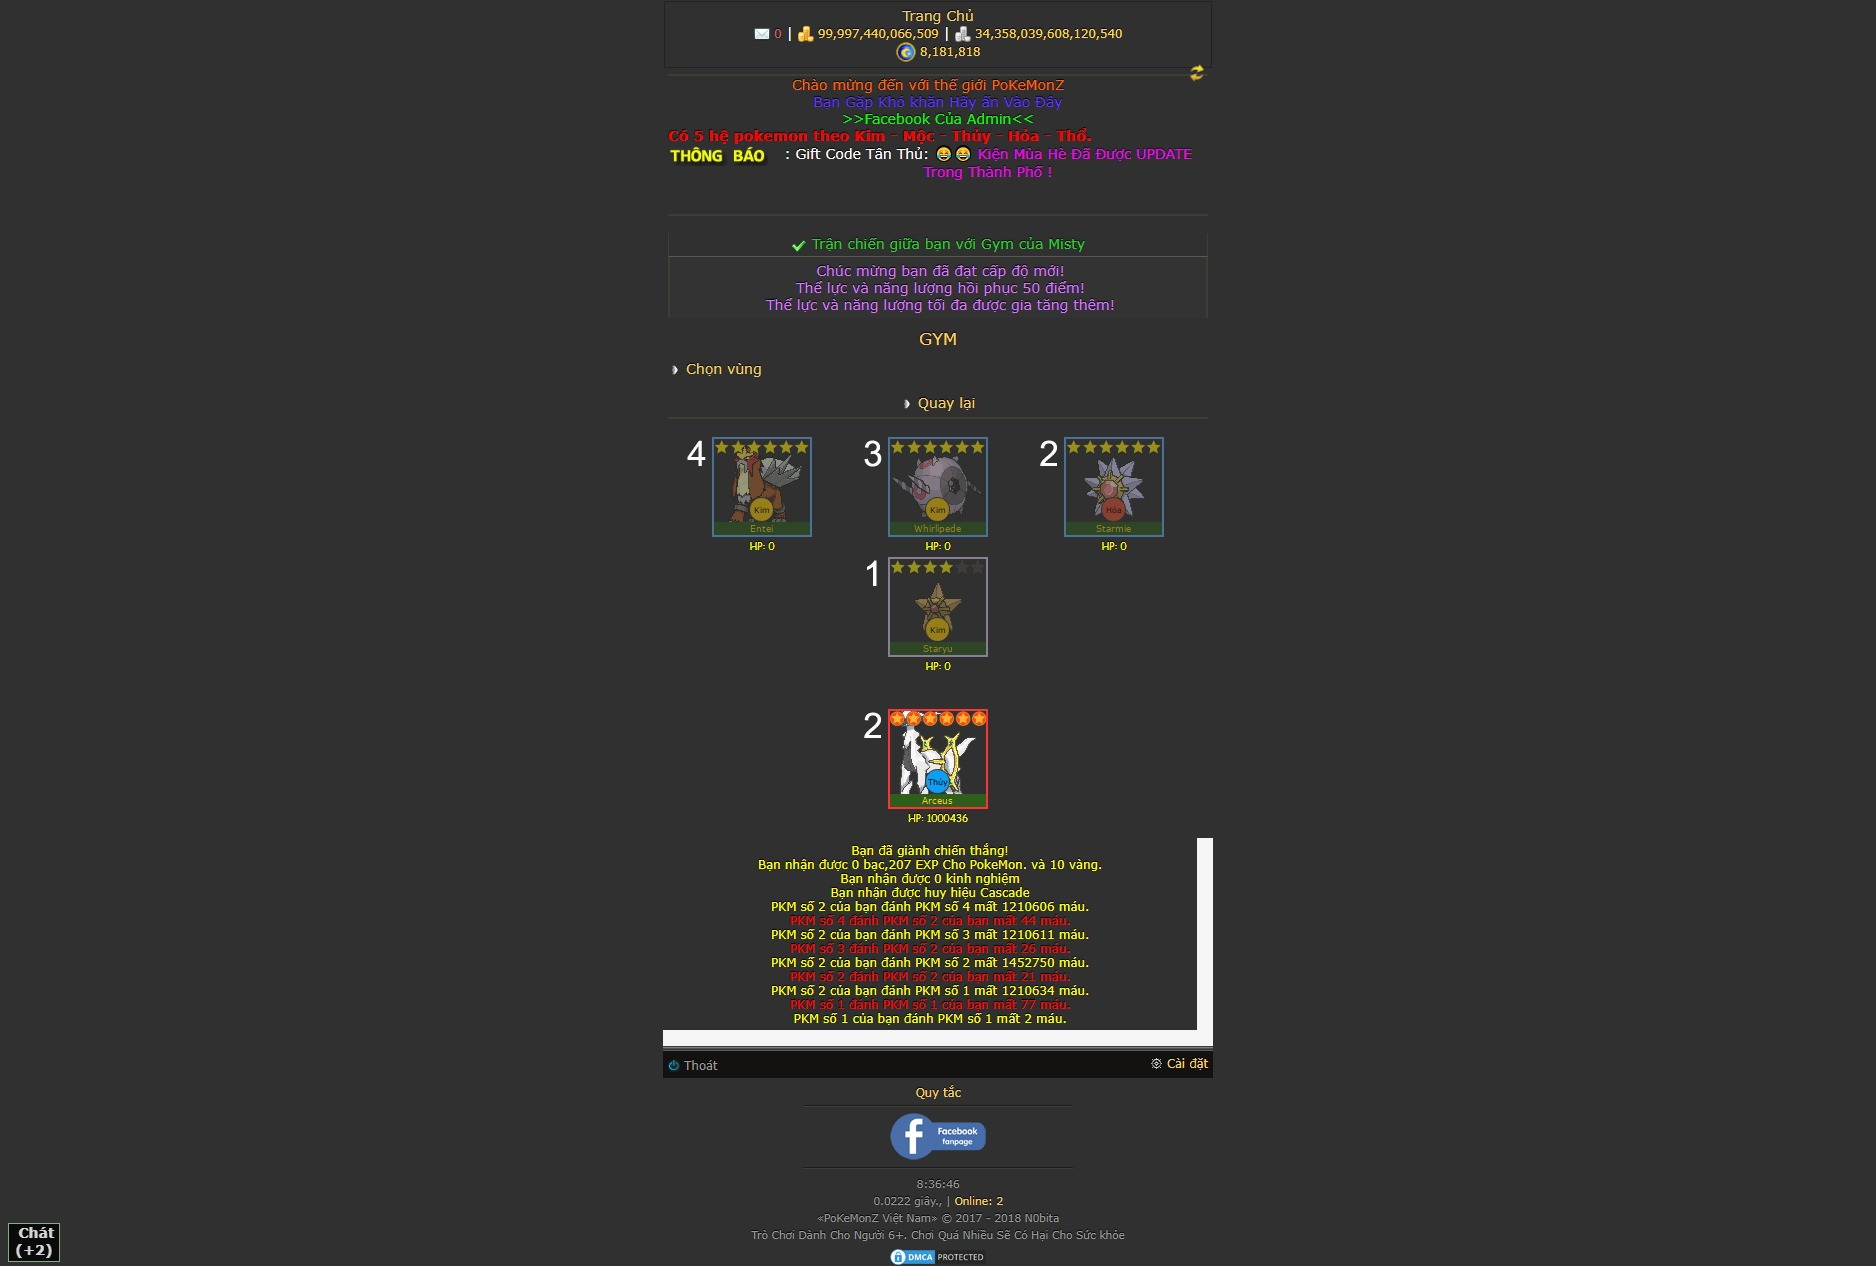 Trang Chủ
0 | 99,997,440,066,509 | 34,358,039,608,120,540
8,181,818
Chào mừng đến với thế giới PoKeMonZ
Bạn Gặp Khó khăn Hãy ấn Vào Đây
>>Facebook Của Admin<<
Có 5 hệ pokemon theo Kim - Mộc - Thủy - Hỏa - Thổ.
THÔNG BÁO : Gift Code Tân Thủ: Kiện Mùa Hè Đã Được UPDATE
Trong Thành Phố !
Trận chiến giữa bạn với Gym của Misty
Chúc mừng bạn đã đạt cấp độ mới!
Thể lực và năng lượng hồi phục 50 điểm!
Thể lực và năng lượng tối đa được gia tăng thêm!
GYM
Chọn vùng
Quay lại
4 3 2
Kim Kim Hỏa
Entei Whirlipede Starmie
HP: 0 HP: 0 HP: 0
1
Kim
Staryu
HP: 0
2
Thủy
Arceus
HP: 1000436
Bạn đã giành chiến thắng!
Bạn nhận được 0 bạc,207 EXP Cho PokeMon. và 10 vàng.
Bạn nhận được 0 kinh nghiệm
Bạn nhận được huy hiệu Cascade
PKM số 2 của bạn đánh PKM số 4 mất 1210606 máu.
PKM số 4 đánh PKM số 2 của bạn mất 44 máu.
PKM số 2 của bạn đánh PKM số 3 mất 1210611 máu.
PKM số 3 đánh PKM số 2 của bạn mất 26 máu.
PKM số 2 của bạn đánh PKM số 2 mất 1452750 máu.
PKM số 2 đánh PKM số 2 của bạn mất 21 máu.
PKM số 2 của bạn đánh PKM số 1 mất 1210634 máu.
PKM số 1 đánh PKM số 1 của bạn mất 77 máu.
PKM số 1 của bạn đánh PKM số 1 mất 2 máu.
Thoát Cài đặt
Quy tắc
Facebook
fanpage
8:36:46
0.0222 giây., | Online: 2
«PoKeMonZ Việt Nam» © 2017 - 2018 N0bita
Trò Chơi Dành Cho Người 6+. Chơi Quá Nhiều Sẽ Có Hại Cho Sức khỏe
DMCA PROTECTED
Chát
(+2)